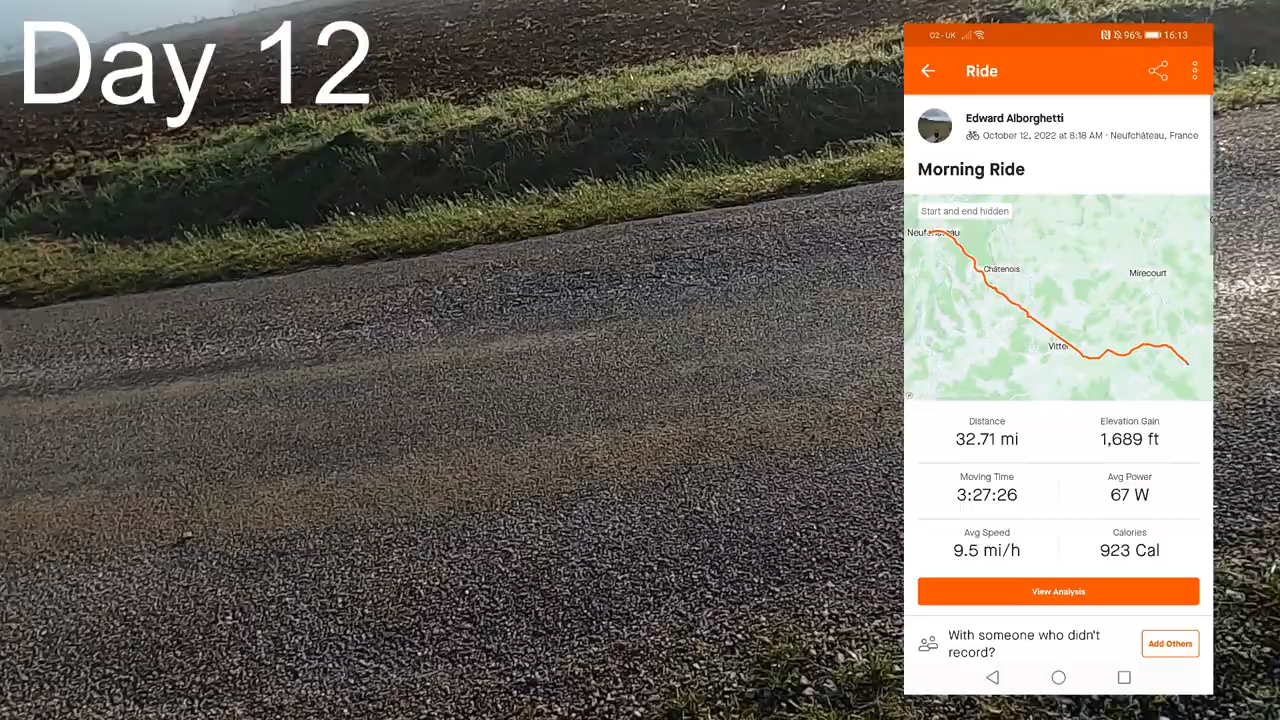 Day 12
O2 - UK
96%
16:13
Ride
Edward Alborghetti
October 12, 2022 at 8:18 AM · Neufchâteau, France
Morning Ride
Start and end hidden
Neufchâteau
Châtenois
Mirecourt
Vittel
Distance
Elevation Gain
32.71 mi
1,689 ft
Moving Time
Avg Power
3:27:26
67 W
Avg Speed
Calories
9.5 mi/h
923 Cal
View Analysis
With someone who didn't
record?
Add Others